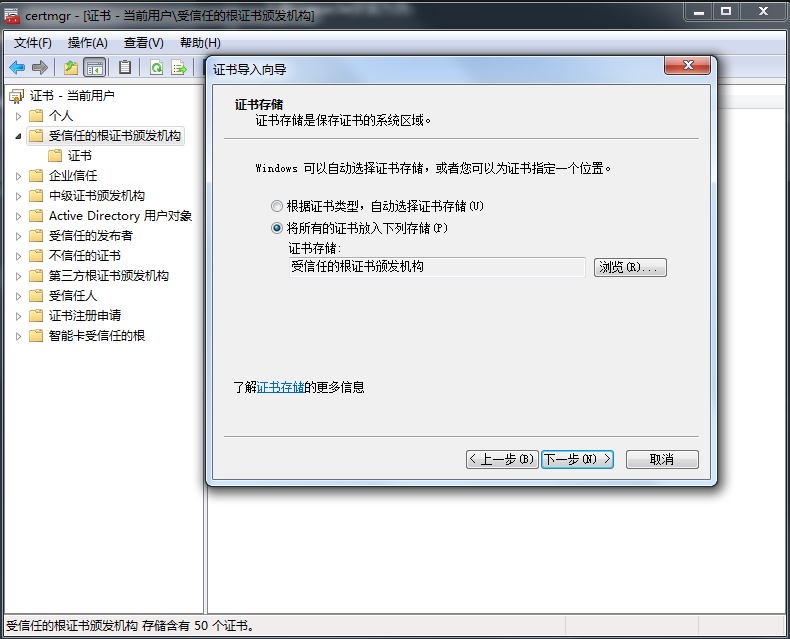 certmgr - [证书 - 当前用户\受信任的根证书颁发机构]
文件(F) 操作(A) 查看(V) 帮助(H)
证书 - 当前用户
个人
受信任的根证书颁发机构
证书
企业信任
中级证书颁发机构
Active Directory 用户对象
受信任的发布者
不信任的证书
第三方根证书颁发机构
受信任人
证书注册申请
智能卡受信任的根
证书导入向导
证书存储
证书存储是保存证书的系统区域。
Windows 可以自动选择证书存储，或者您可以为证书指定一个位置。
根据证书类型，自动选择证书存储(U)
将所有的证书放入下列存储(P)
证书存储:
受信任的根证书颁发机构
浏览(R)...
了解证书存储的更多信息
< 上一步(B) 下一步(N) > 取消
受信任的根证书颁发机构 存储含有 50 个证书。